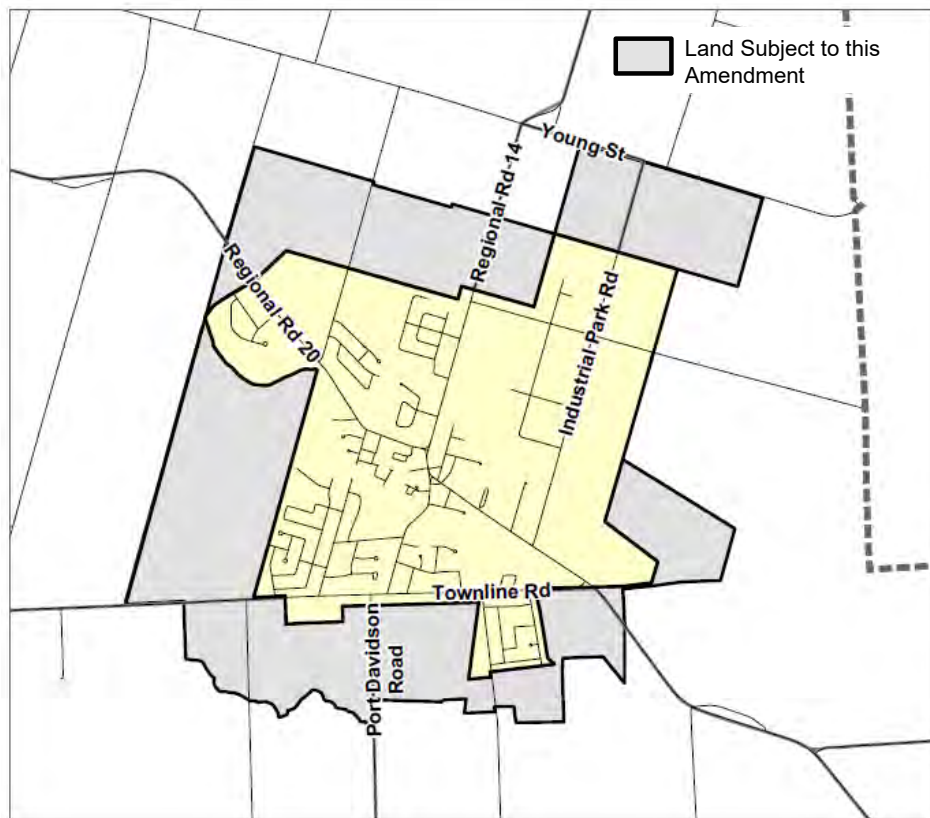 Land Subject to this
Amendment
Young St
Regional Rd 14
Regional Rd 20
Industrial Park Rd
Townline Rd
Port Davidson
Road